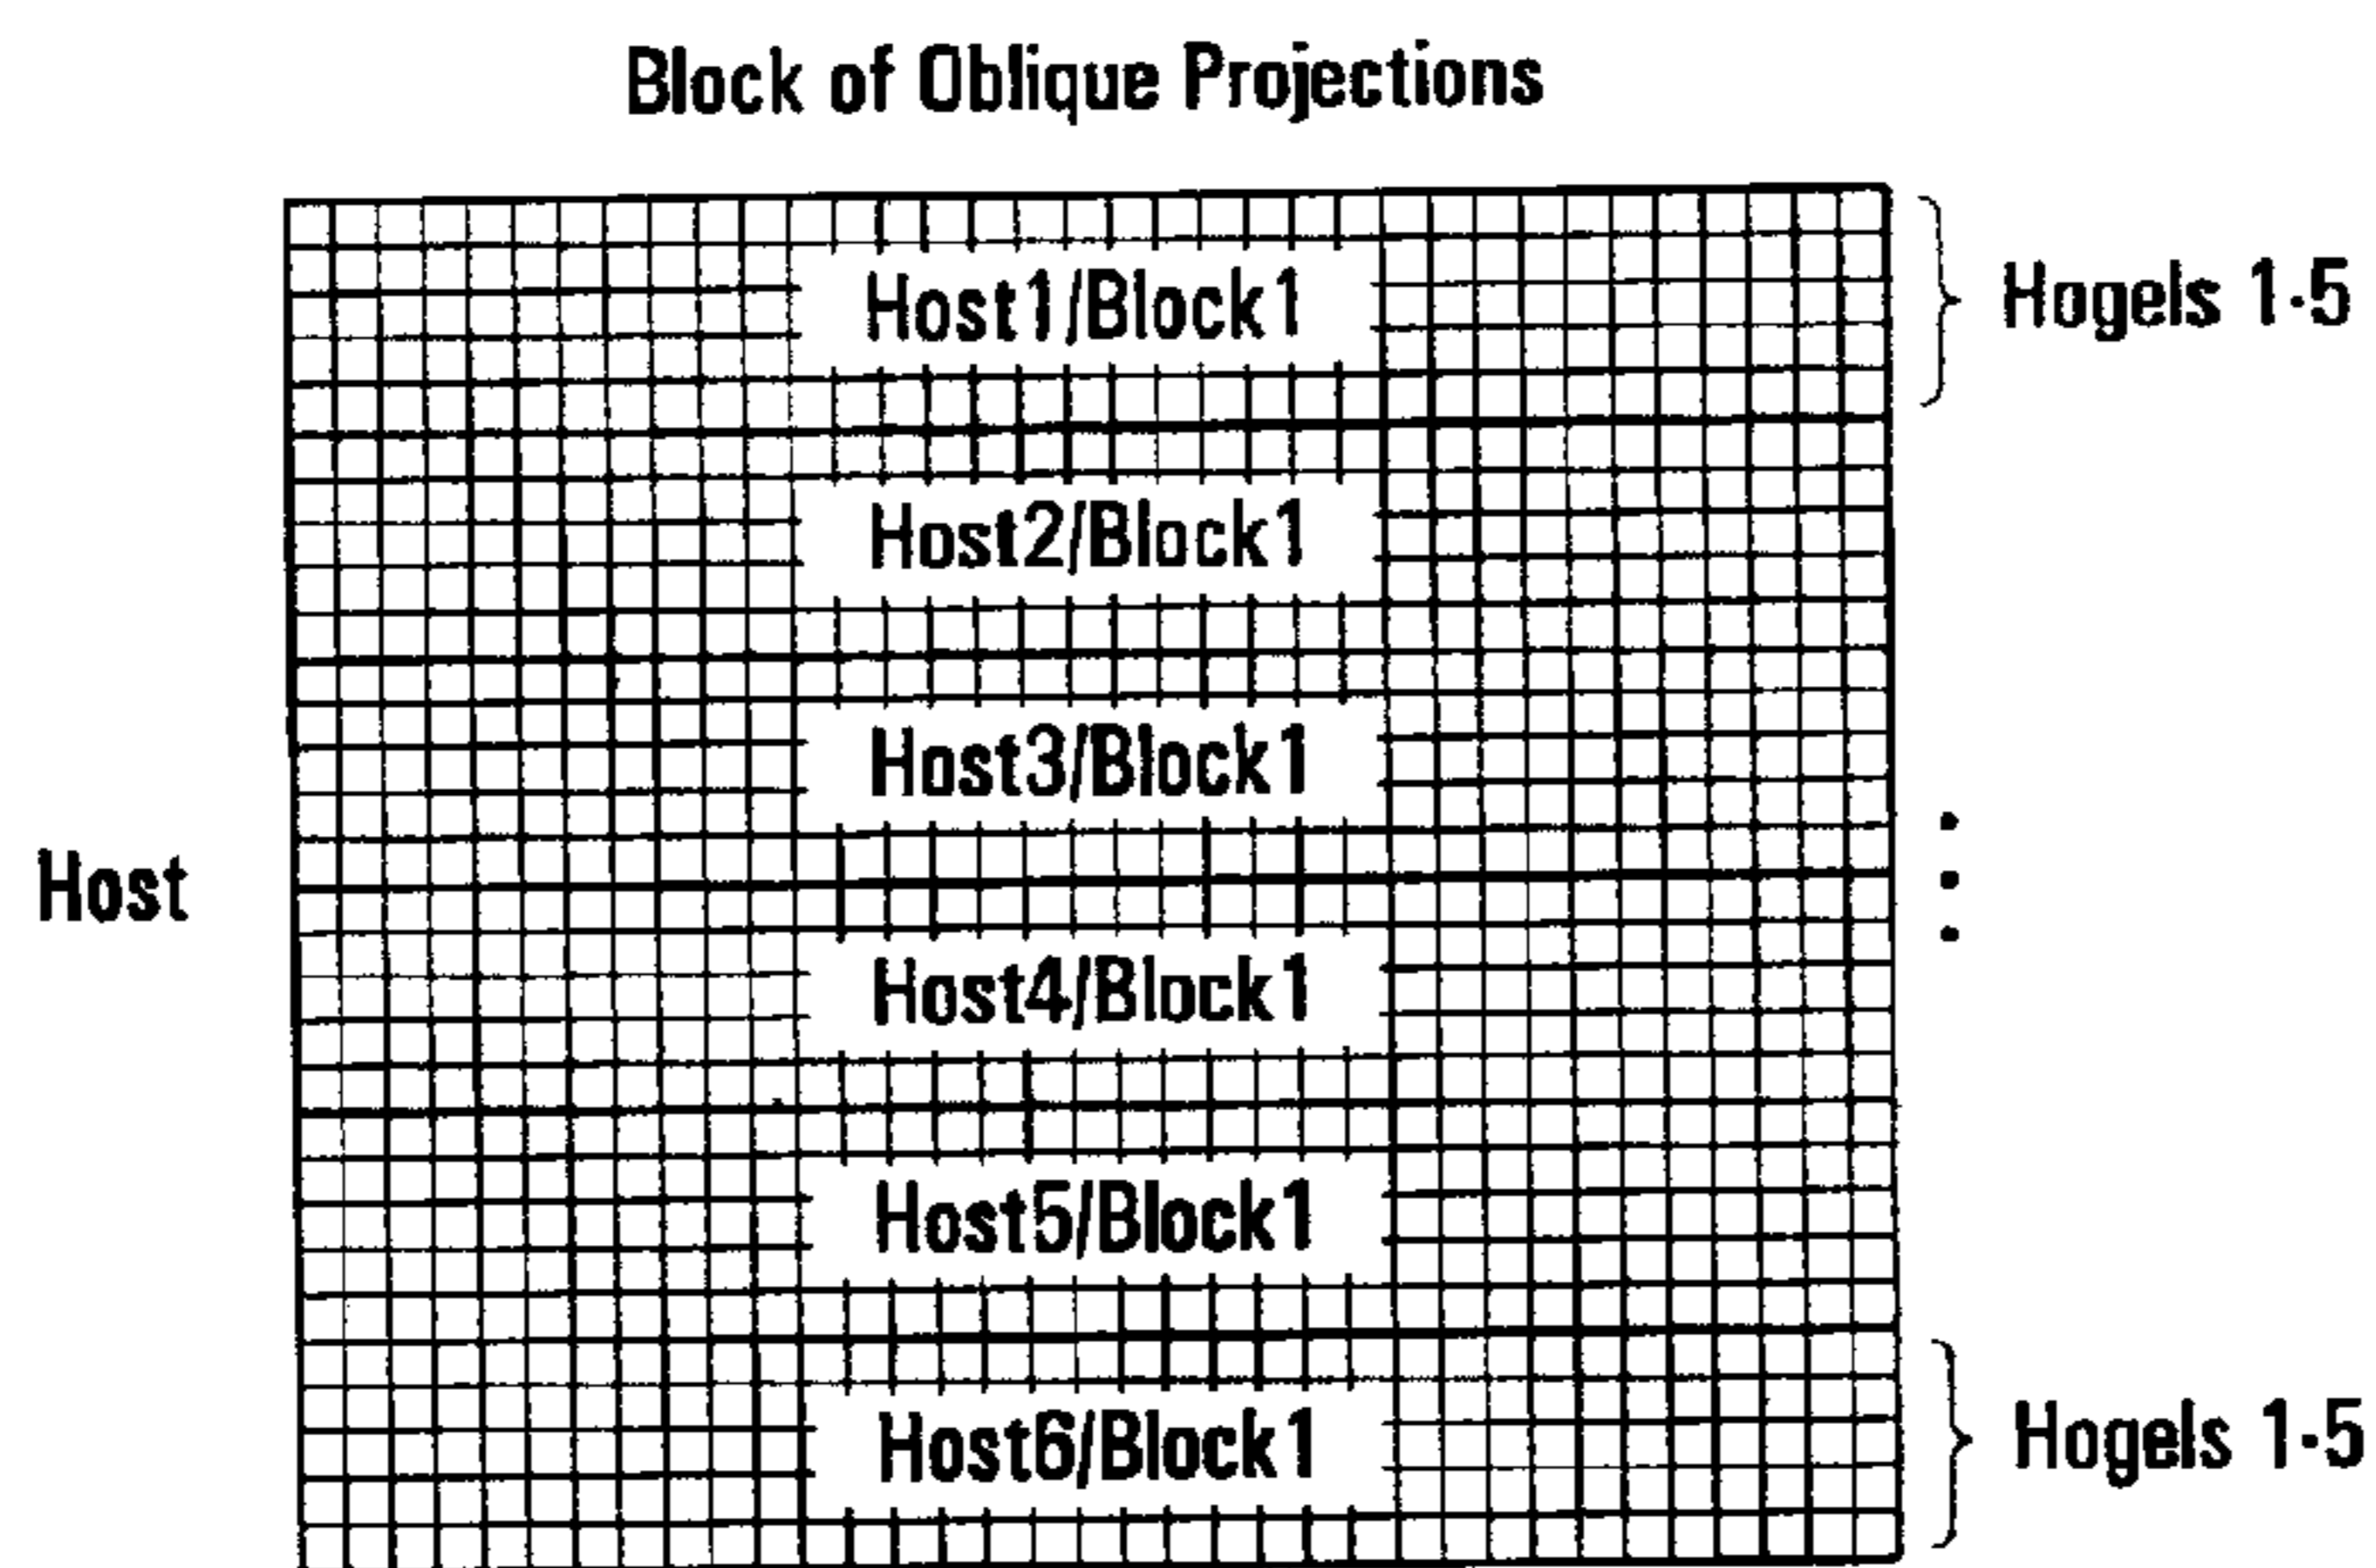 Block of Oblique Projections
Host1/Block1
Hogels 1-5
Host2/Block1
Host3/Block1
Host
Host4/Block1
Host5/Block1
Host6/Block1
Hogels 1-5